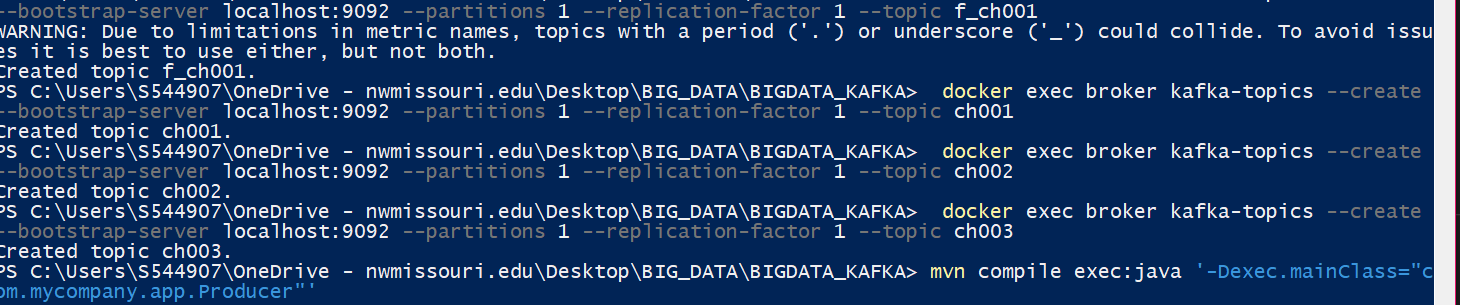 --bootstrap-server localhost:9092 --partitions 1 --replication-factor 1 --topic f_ch001
WARNING: Due to limitations in metric names, topics with a period ('.') or underscore ('_') could collide. To avoid issu
es it is best to use either, but not both.
Created topic f_ch001.
PS C:\Users\S544907\OneDrive - nwmissouri.edu\Desktop\BIG_DATA\BIGDATA_KAFKA>  docker exec broker kafka-topics --create
--bootstrap-server localhost:9092 --partitions 1 --replication-factor 1 --topic ch001
Created topic ch001.
PS C:\Users\S544907\OneDrive - nwmissouri.edu\Desktop\BIG_DATA\BIGDATA_KAFKA>  docker exec broker kafka-topics --create
--bootstrap-server localhost:9092 --partitions 1 --replication-factor 1 --topic ch002
Created topic ch002.
PS C:\Users\S544907\OneDrive - nwmissouri.edu\Desktop\BIG_DATA\BIGDATA_KAFKA>  docker exec broker kafka-topics --create
--bootstrap-server localhost:9092 --partitions 1 --replication-factor 1 --topic ch003
Created topic ch003.
PS C:\Users\S544907\OneDrive - nwmissouri.edu\Desktop\BIG_DATA\BIGDATA_KAFKA> mvn compile exec:java '-Dexec.mainClass="c
om.mycompany.app.Producer"'